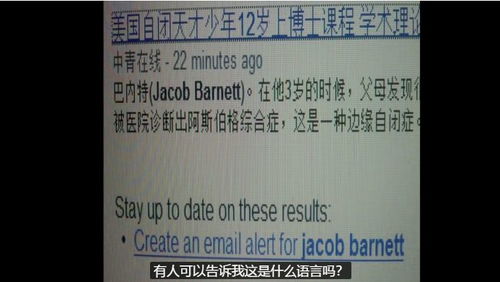 美国自闭天才少年12岁上博士课程 学术理论
中青在线 - 22 minutes ago
巴内特(Jacob Barnett)。在他3岁的时候，父母发现
被医院诊断出阿斯伯格综合症，这是一种边缘自闭症。
Stay up to date on these results:
• Create an email alert for jacob barnett
有人可以告诉我这是什么语言吗?